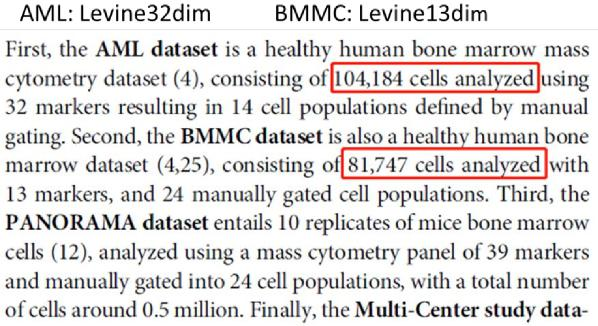 AML: Levine32dim BMMC: Levine13dim
First, the AML dataset is a healthy human bone marrow mass
cytometry dataset (4), consisting of 104,184 cells analyzed using
32 markers resulting in 14 cell populations defined by manual
gating. Second, the BMMC dataset is also a healthy human bone
marrow dataset (4,25), consisting of 81,747 cells analyzed with
13 markers, and 24 manually gated cell populations. Third, the
PANORAMA dataset entails 10 replicates of mice bone marrow
cells (12), analyzed using a mass cytometry panel of 39 markers
and manually gated into 24 cell populations, with a total number
of cells around 0.5 million. Finally, the Multi-Center study data-